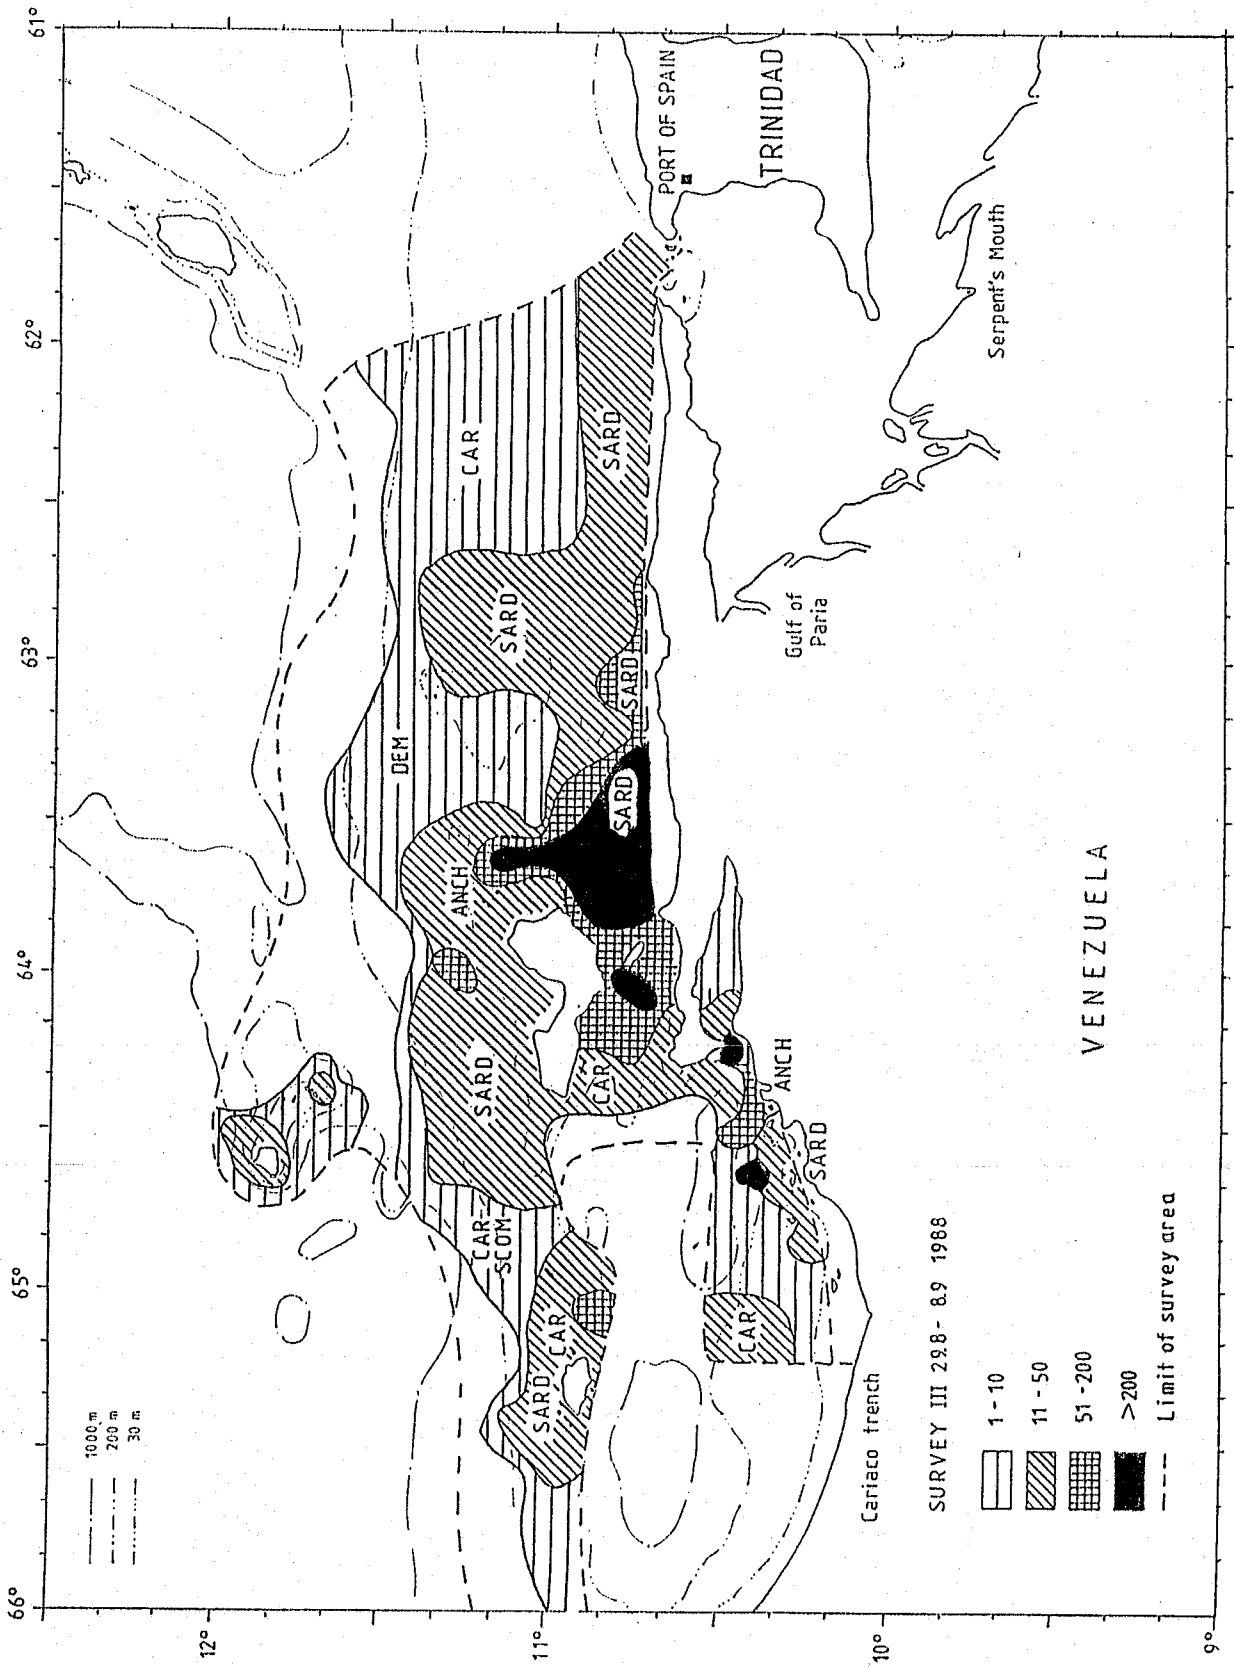 66°
65°
64°
63°
62°
61°
12°
11°
10°
9°
1000 m
200 m
30 m
DEM
CAR
SARD
SARD
SARD
SARD
ANCH
SARD
CAR
CAR-
SCOM
SARD
CAR
CAR
ANCH
SARD
PORT OF SPAIN
TRINIDAD
Serpent's Mouth
Gulf of
Paria
VENEZUELA
Cariaco trench
SURVEY III 29.8 - 8.9 1988
1 - 10
11 - 50
51 - 200
>200
Limit of survey area